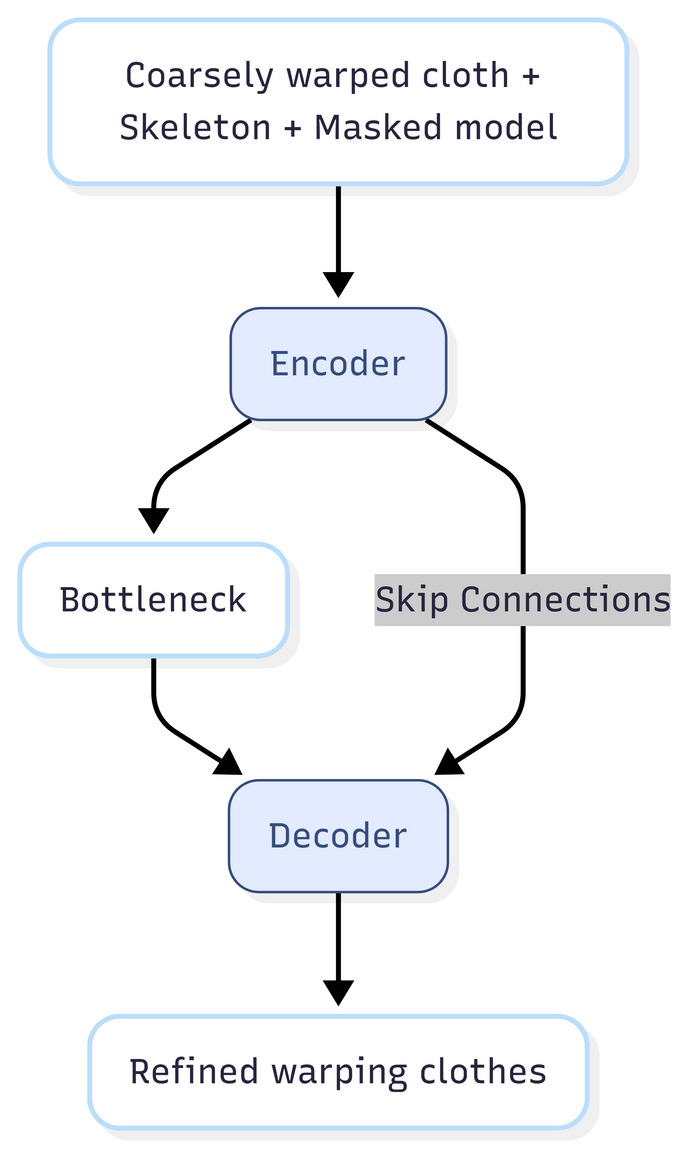 Coarsely warped cloth +
Skeleton + Masked model
Encoder
Bottleneck
Skip Connections
Decoder
Refined warping clothes